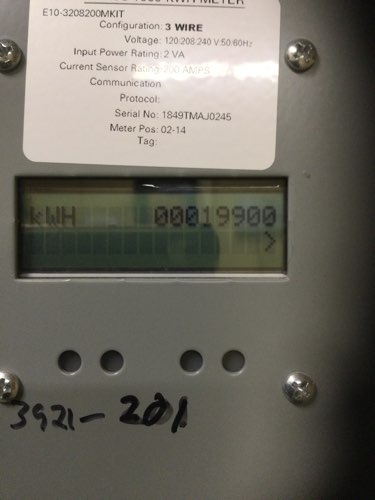 E10-3208200MKIT
Configuration: 3 WIRE
Voltage: 120:208:240 V:50:60Hz
Input Power Rating: 2 VA
Current Sensor Rating: 200 AMPS
Communication
Protocol:
Serial No: 1849TMAJ0245
Meter Pos: 02-14
Tag:
kWH 00019900
>
3921-201